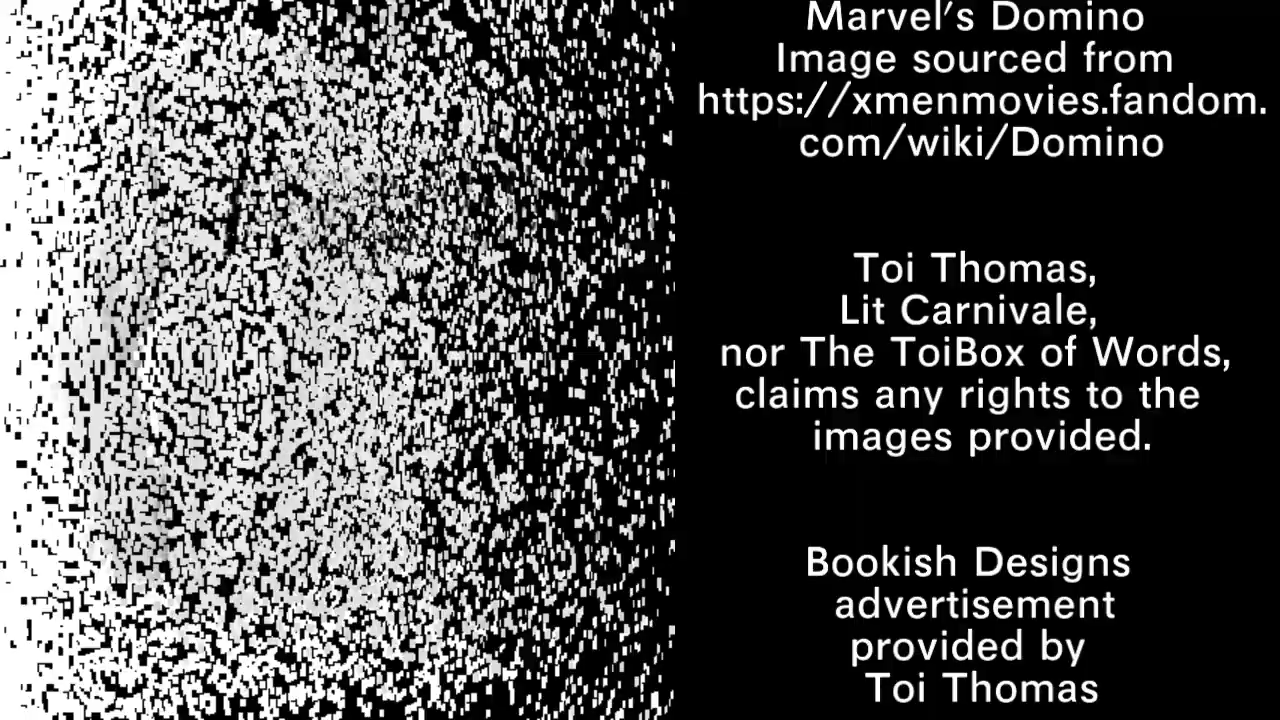 Marvel's Domino
Image sourced from
https://xmenmovies.fandom.
com/wiki/Domino
Toi Thomas,
Lit Carnivale,
nor The ToiBox of Words,
claims any rights to the
images provided.
Bookish Designs
advertisement
provided by
Toi Thomas